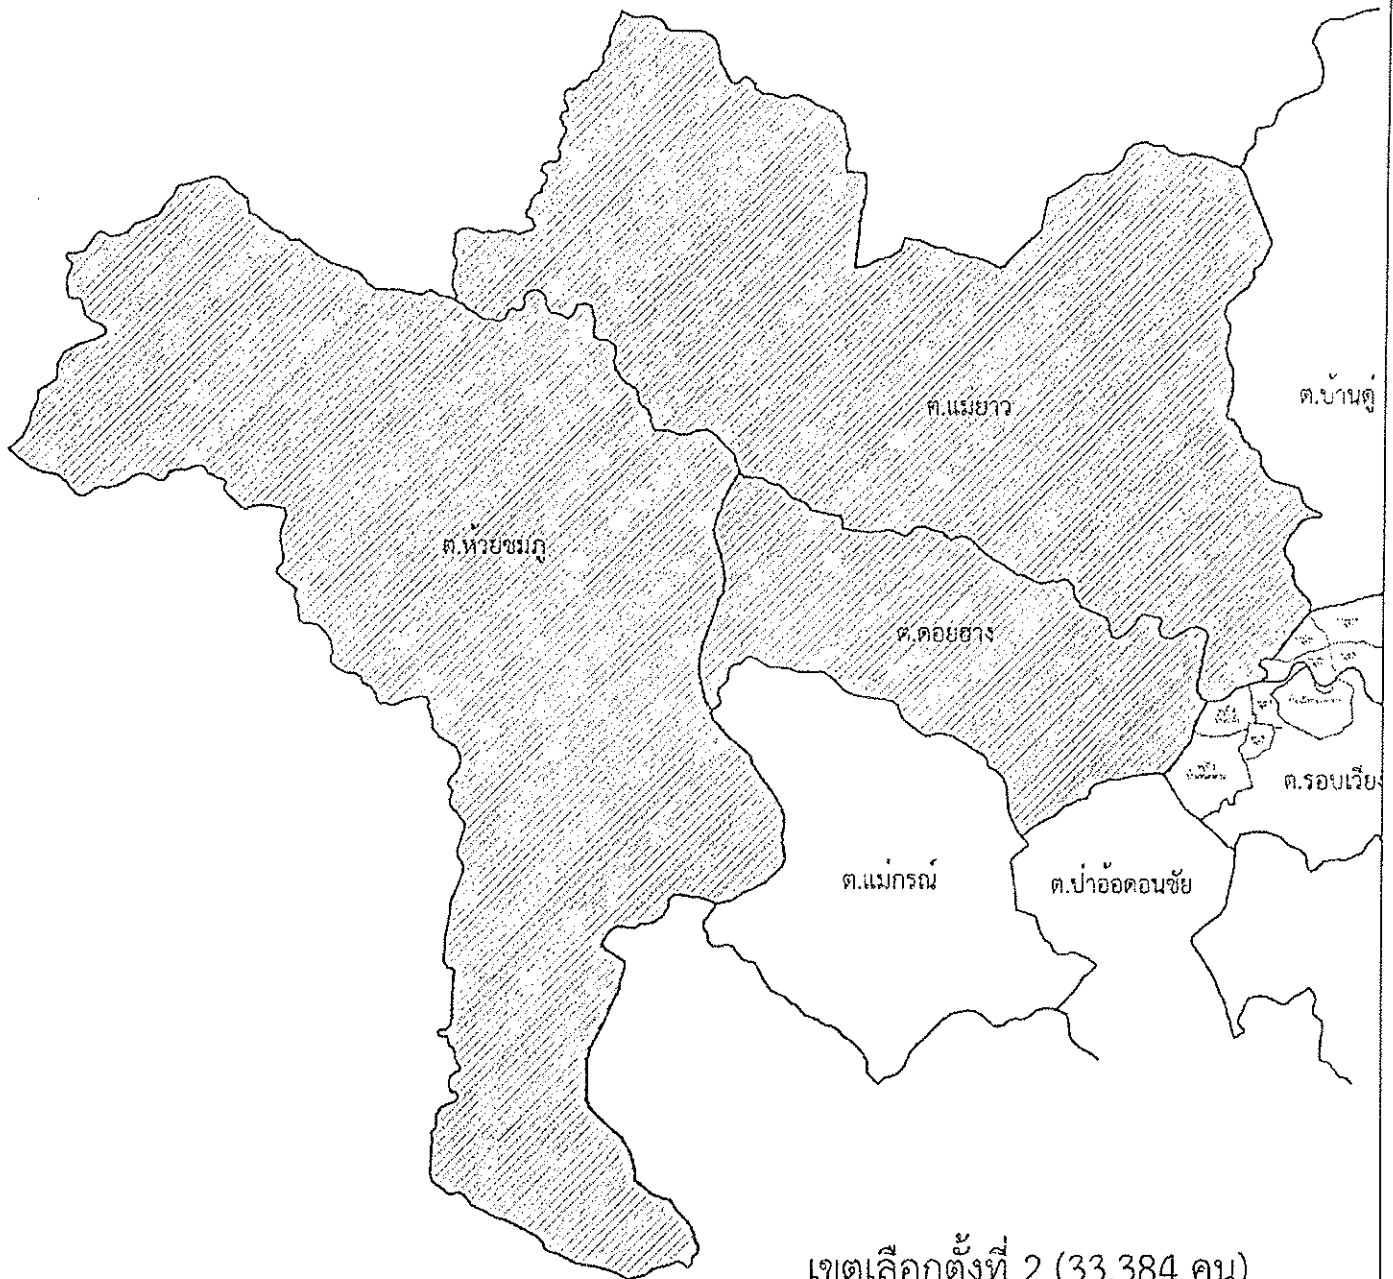 ต.บ้านดู่
ต.แม่ยาว
ต.ห้วยชมภู
ต.ดอยฮาง
ต.รอบเวียง
ต.แม่กรณ์
ต.ป่าอ้อดอนชัย
เขตเลือกตั้งที่ 2 (33,384 คน)